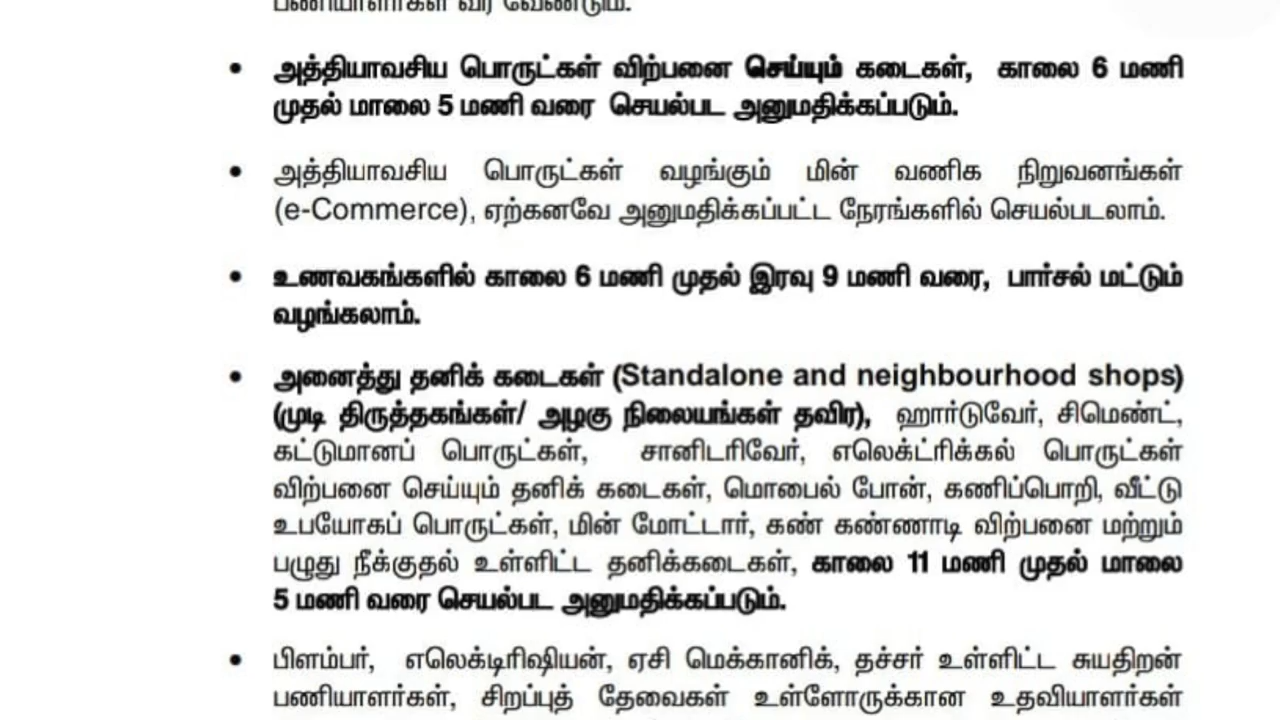 பணியாளர்கள் வர வேண்டும்.
• அத்தியாவசிய பொருட்கள் விற்பனை செய்யும் கடைகள், காலை 6 மணி
முதல் மாலை 5 மணி வரை செயல்பட அனுமதிக்கப்படும்.
• அத்தியாவசிய பொருட்கள் வழங்கும் மின் வணிக நிறுவனங்கள்
(e-Commerce), ஏற்கனவே அனுமதிக்கப்பட்ட நேரங்களில் செயல்படலாம்.
• உணவகங்களில் காலை 6 மணி முதல் இரவு 9 மணி வரை, பார்சல் மட்டும்
வழங்கலாம்.
• அனைத்து தனிக் கடைகள் (Standalone and neighbourhood shops)
(முடி திருத்தகங்கள்/ அழகு நிலையங்கள் தவிர), ஹார்டுவேர், சிமெண்ட்,
கட்டுமானப் பொருட்கள், சானிடரிவேர், எலெக்ட்ரிக்கல் பொருட்கள்
விற்பனை செய்யும் தனிக் கடைகள், மொபைல் போன், கணிப்பொறி, வீட்டு
உபயோகப் பொருட்கள், மின் மோட்டார், கண் கண்ணாடி விற்பனை மற்றும்
பழுது நீக்குதல் உள்ளிட்ட தனிக்கடைகள், காலை 11 மணி முதல் மாலை
5 மணி வரை செயல்பட அனுமதிக்கப்படும்.
• பிளம்பர், எலெக்டிரிஷியன், ஏசி மெக்கானிக், தச்சர் உள்ளிட்ட சுயதிறன்
பணியாளர்கள், சிறப்புத் தேவைகள் உள்ளோருக்கான உதவியாளர்கள்